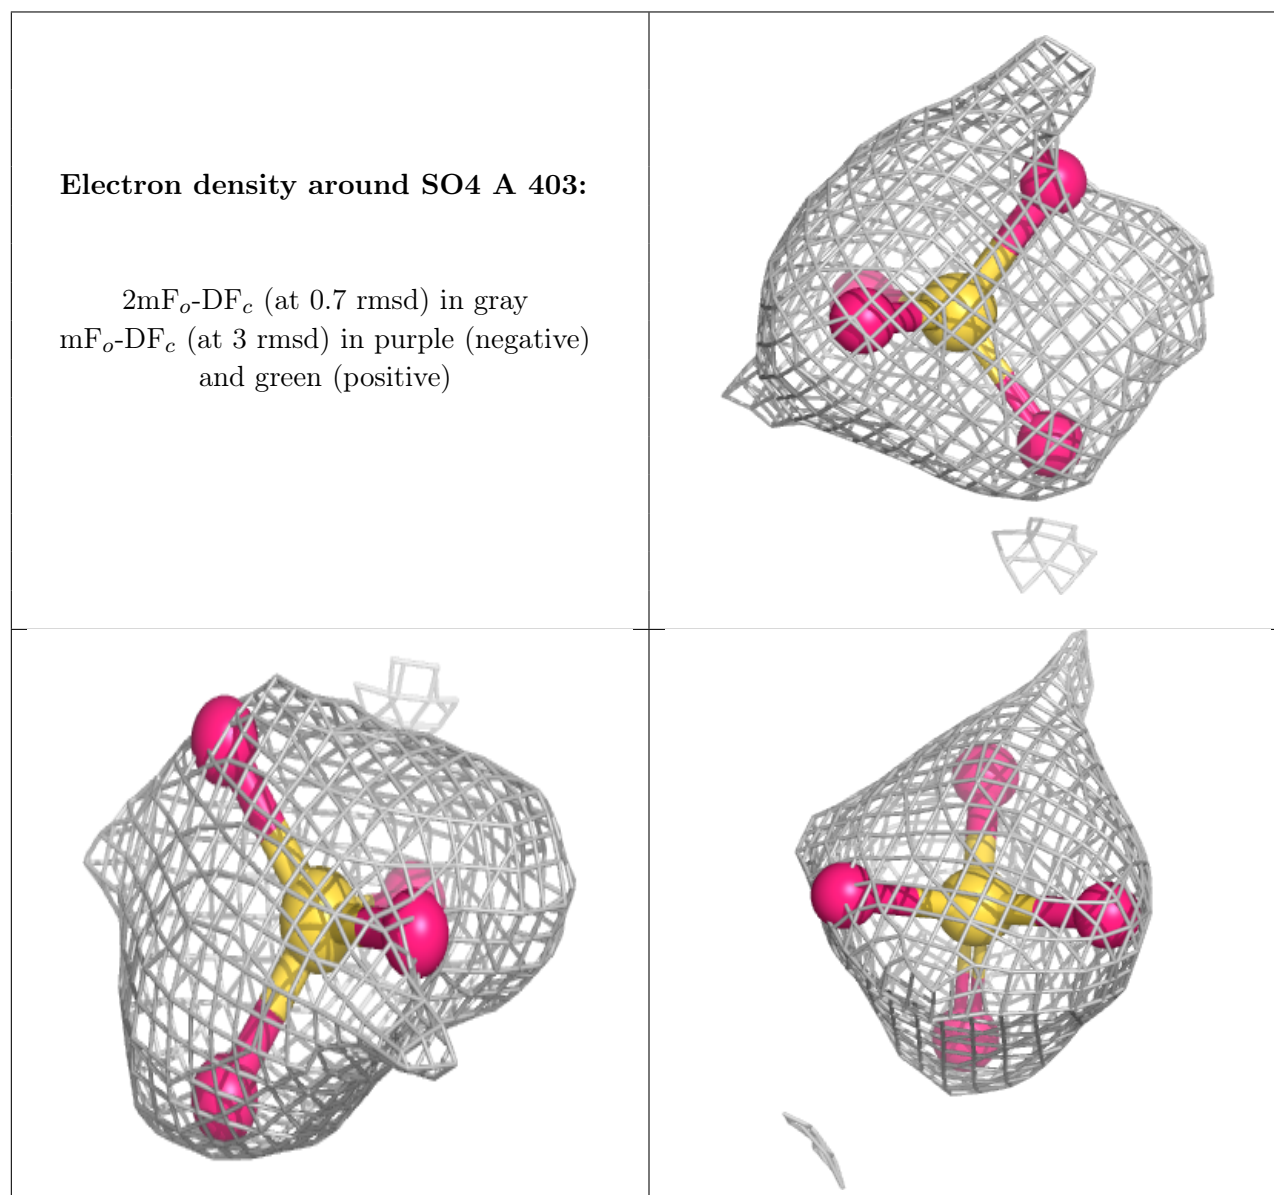 Electron density around SO4 A 403:
2mFo-DFc (at 0.7 rmsd) in gray
mFo-DFc (at 3 rmsd) in purple (negative)
and green (positive)